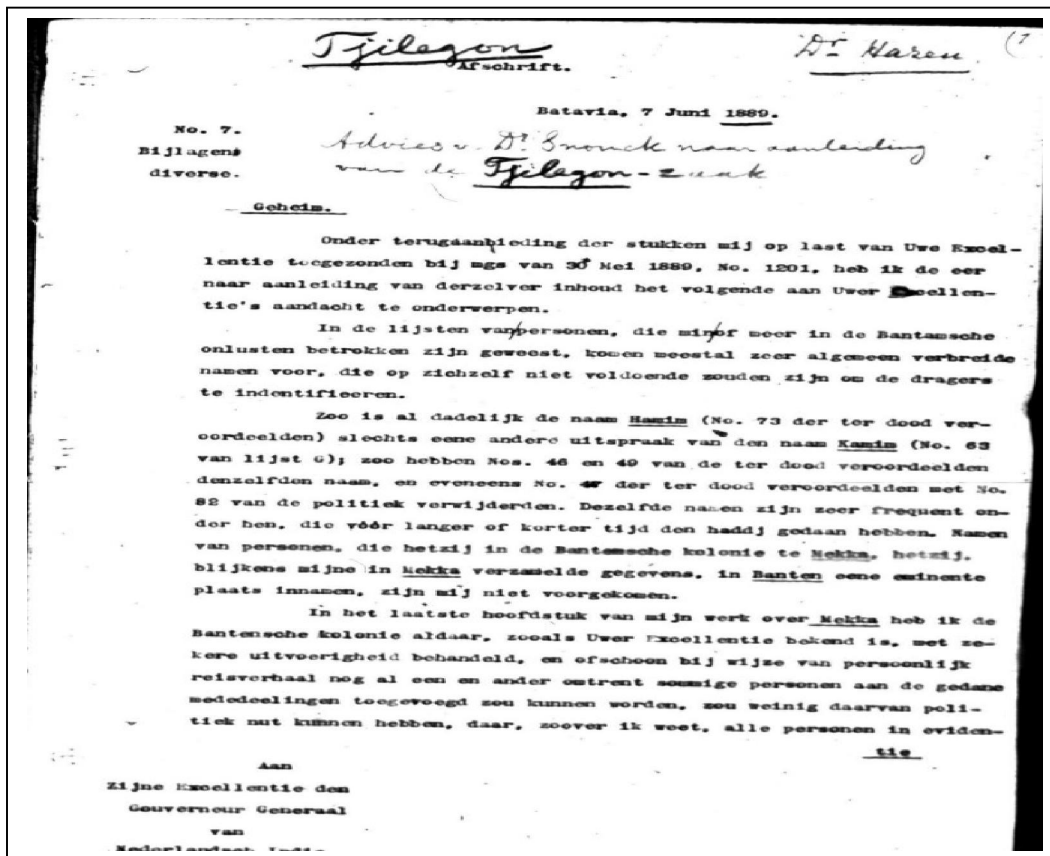 Tjilegon
Dr Hazeu
(7
Afschrift.
Batavia, 7 Juni 1889.
No. 7.
Bijlagen:
diverse.
Advies v. Dr Snouck naar aanleiding
van de Tjilegon-zaak
Geheim.
Onder terugaanbieding der stukken mij op last van Uwe Excel-
lentie toegezonden bij mgs van 30 Mei 1889, No. 1201, heb ik de eer
naar aanleiding van derzelver inhoud het volgende aan Uwer Excellen-
tie's aandacht te onderwerpen.
In de lijsten van personen, die min of meer in de Bantamsche
onlusten betrokken zijn geweest, komen meestal zeer algemeen verbreide
namen voor, die op zichzelf niet voldoende zouden zijn om de dragers
te indentifieeren.
Zoo is al dadelijk de naam Hamim (No. 73 der ter dood ver-
oordeelden) slechts eene andere uitspraak van den naam Kamim (No. 63
van lijst G); zoo hebben Nos. 46 en 49 van de ter dood veroordeelden
denzelfden naam, en eveneens No. der ter dood veroordeelden met No.
82 van de politiek verwijderden. Dezelfde namen zijn zeer frequent on-
der hen, die vóór langer of korter tijd den haddj gedaan hebben. Namen
van personen, die hetzij in de Bantamsche kolonie te Mekka, hetzij,
blijkens mijne in Mekka verzamelde gegevens, in Banten eene eminente
plaats innamen, zijn mij niet voorgekomen.
In het laatste hoofdstuk van mijn werk over Mekka heb ik de
Bantensche kolonie aldaar, zooals Uwer Excellentie bekend is, met ze-
kere uitvoerigheid behandeld, en ofschoon bij wijze van persoonlijk
reisverhaal nog al een en ander omtrent sommige personen aan de gedane
mededeelingen toegevoegd zou kunnen worden, zou weinig daarvan poli-
tiek nut kunnen hebben, daar, zoover ik weet, alle personen in eviden-
tie
Aan
Zijne Excellentie den
Gouverneur Generaal
van
Nederlandsch Indie